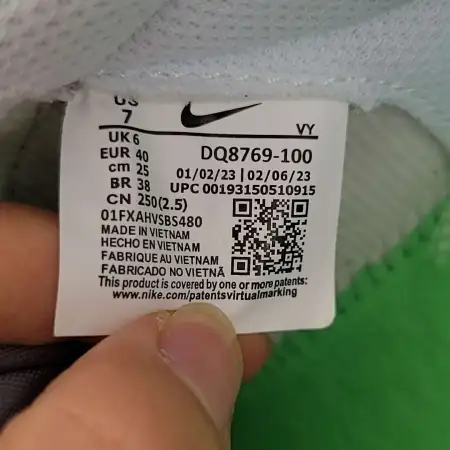 US
7
VY
UK 6
EUR 40
cm 25
BR 38
CN 250(2.5)
DQ8769-100
01/02/23 | 02/06/23
UPC 00193150510915
01FXAHVSBS480
MADE IN VIETNAM
HECHO EN VIETNAM
FABRIQUE AU VIETNAM
FABRICADO NO VIETNÃ
This product is covered by one or more patents:
www.nike.com/patentsvirtualmarking